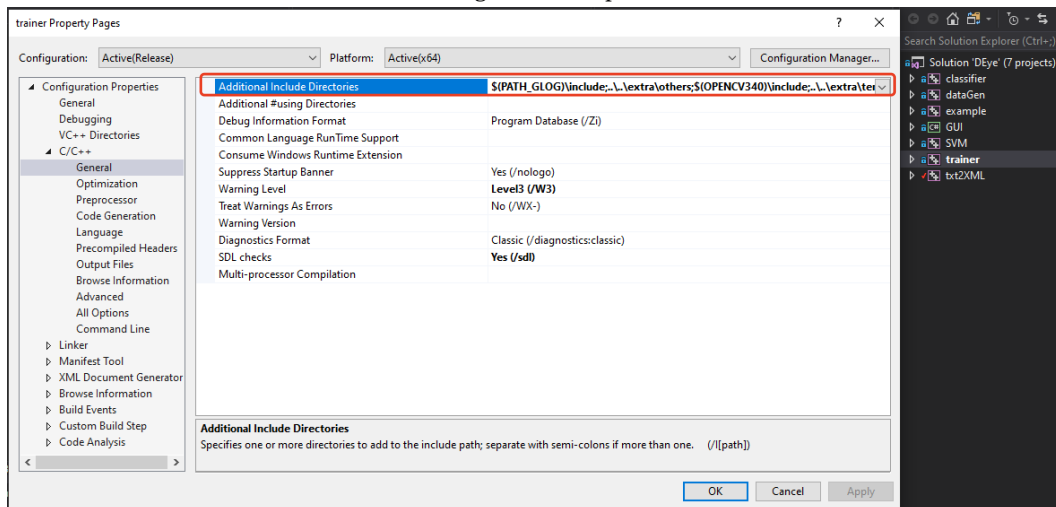 trainer Property Pages
? ×
Configuration: Active(Release) Platform: Active(x64) Configuration Manager...
Configuration Properties
General
Debugging
VC++ Directories
C/C++
General
Optimization
Preprocessor
Code Generation
Language
Precompiled Headers
Output Files
Browse Information
Advanced
All Options
Command Line
Linker
Manifest Tool
XML Document Generator
Browse Information
Build Events
Custom Build Step
Code Analysis
Additional Include Directories $(PATH_GLOG)\include;..\..\extra\others;$(OPENCV340)\include;..\..\extra\ter
Additional #using Directories
Debug Information Format Program Database (/Zi)
Common Language RunTime Support
Consume Windows Runtime Extension
Suppress Startup Banner Yes (/nologo)
Warning Level Level3 (/W3)
Treat Warnings As Errors No (/WX-)
Warning Version
Diagnostics Format Classic (/diagnostics:classic)
SDL checks Yes (/sdl)
Multi-processor Compilation
Additional Include Directories
Specifies one or more directories to add to the include path; separate with semi-colons if more than one. (/I[path])
OK Cancel Apply
Search Solution Explorer (Ctrl+;)
Solution 'DEye' (7 projects)
classifier
dataGen
example
GUI
SVM
trainer
txt2XML